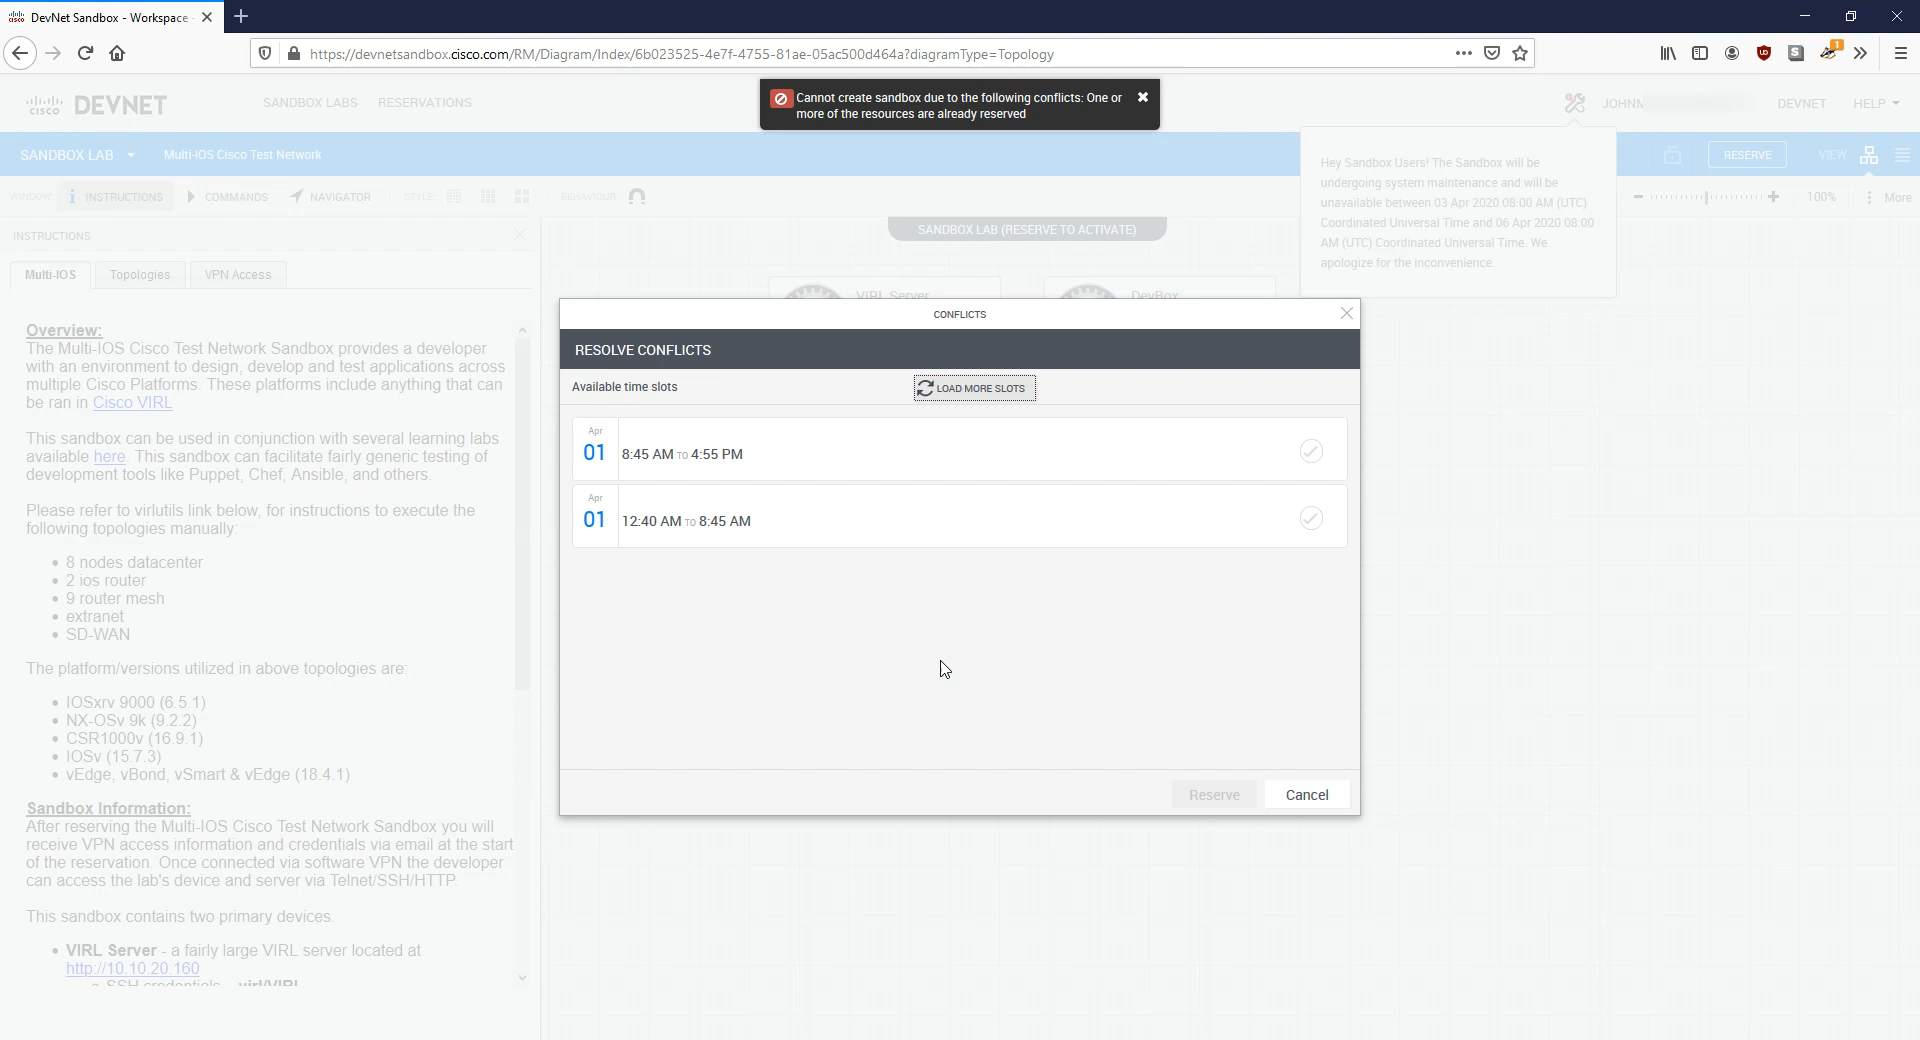 DevNet Sandbox - Workspace
https://devnetsandbox.cisco.com/RM/Diagram/Index/6b023525-4e7f-4755-81ae-05ac500d464a?diagramType=Topology
1
cisco DEVNET
SANDBOX LABS RESERVATIONS
Cannot create sandbox due to the following conflicts: One or
more of the resources are already reserved
DEVNET HELP
SANDBOX LAB Multi-IOS Cisco Test Network
RESERVE VIEW
WINDOW: INSTRUCTIONS COMMANDS NAVIGATOR STYLE: BEHAVIOUR:
100% More
Hey Sandbox Users! The Sandbox will be
undergoing system maintenance and will be
unavailable between 03 Apr 2020 08:00 AM (UTC)
Coordinated Universal Time and 06 Apr 2020 08:00
AM (UTC) Coordinated Universal Time. We
apologize for the inconvenience.
INSTRUCTIONS
SANDBOX LAB (RESERVE TO ACTIVATE)
Multi-IOS Topologies VPN Access
VIRL Server DevBox
Overview:
The Multi-IOS Cisco Test Network Sandbox provides a developer
with an environment to design, develop and test applications across
multiple Cisco Platforms. These platforms include anything that can
be ran in Cisco VIRL
This sandbox can be used in conjunction with several learning labs
available here. This sandbox can facilitate fairly generic testing of
development tools like Puppet, Chef, Ansible, and others.
Please refer to virlutils link below, for instructions to execute the
following topologies manually:
• 8 nodes datacenter
• 2 ios router
• 9 router mesh
• extranet
• SD-WAN
The platform/versions utilized in above topologies are:
• IOSxrv 9000 (6.5.1)
• NX-OSv 9k (9.2.2)
• CSR1000v (16.9.1)
• IOSv (15.7.3)
• vEdge, vBond, vSmart & vEdge (18.4.1)
Sandbox Information:
After reserving the Multi-IOS Cisco Test Network Sandbox you will
receive VPN access information and credentials via email at the start
of the reservation. Once connected via software VPN the developer
can access the lab's device and server via Telnet/SSH/HTTP.
This sandbox contains two primary devices.
• VIRL Server - a fairly large VIRL server located at
http://10.10.20.160
SSH credentials virl/VIRL
CONFLICTS
RESOLVE CONFLICTS
Available time slots
LOAD MORE SLOTS
Apr
01 8:45 AM TO 4:55 PM
Apr
01 12:40 AM TO 8:45 AM
Reserve Cancel